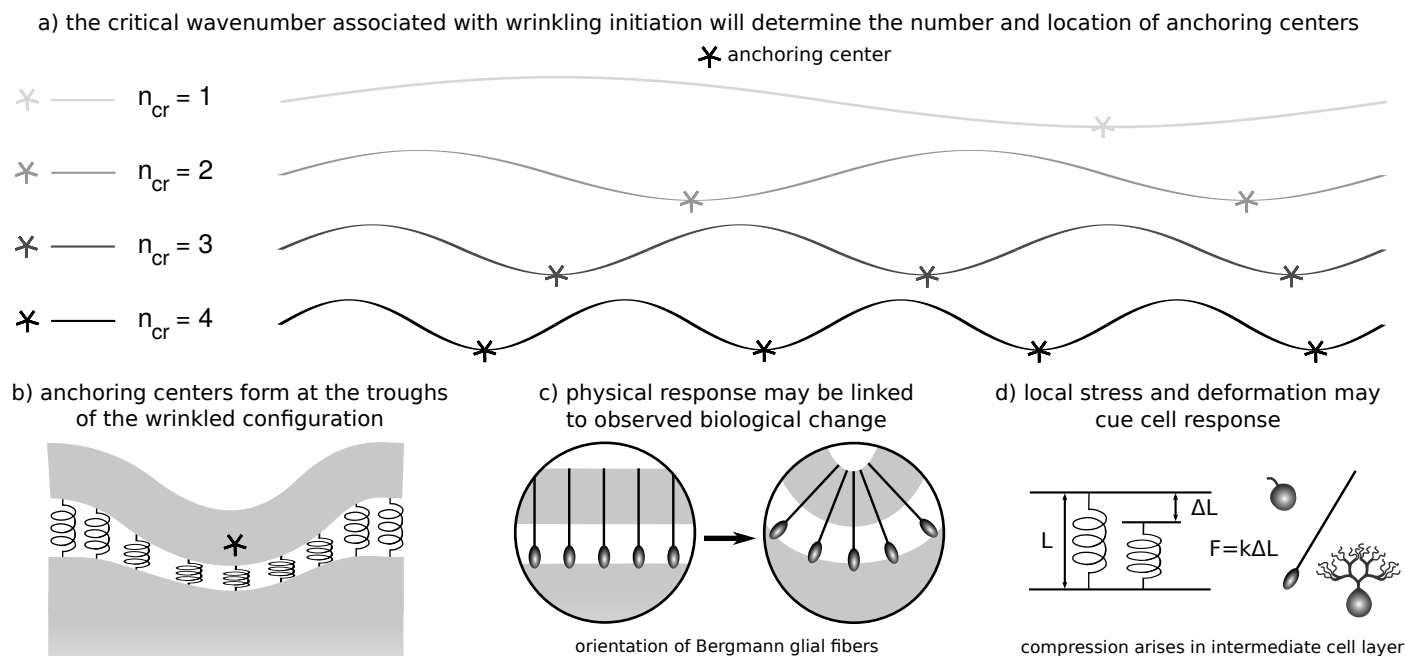 a) the critical wavenumber associated with wrinkling initiation will determine the number and location of anchoring centers
anchoring center
n_cr = 1
n_cr = 2
n_cr = 3
n_cr = 4
b) anchoring centers form at the troughs
of the wrinkled configuration
c) physical response may be linked
to observed biological change
orientation of Bergmann glial fibers
d) local stress and deformation may
cue cell response
L
ΔL
F=kΔL
compression arises in intermediate cell layer